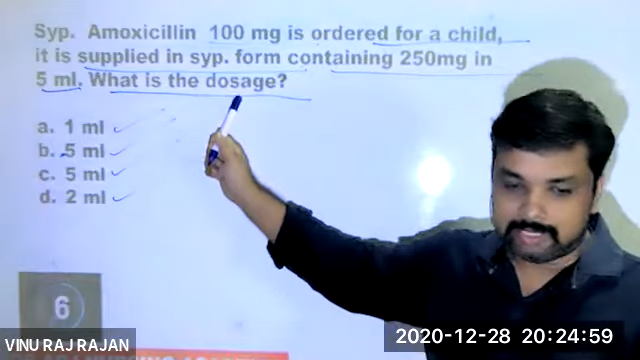 Syp. Amoxicillin 100 mg is ordered for a child,
it is supplied in syp. form containing 250mg in
5 ml. What is the dosage?
a. 1 ml
b. .5 ml
c. 5 ml
d. 2 ml
6
VINU RAJ RAJAN
2020-12-28 20:24:59